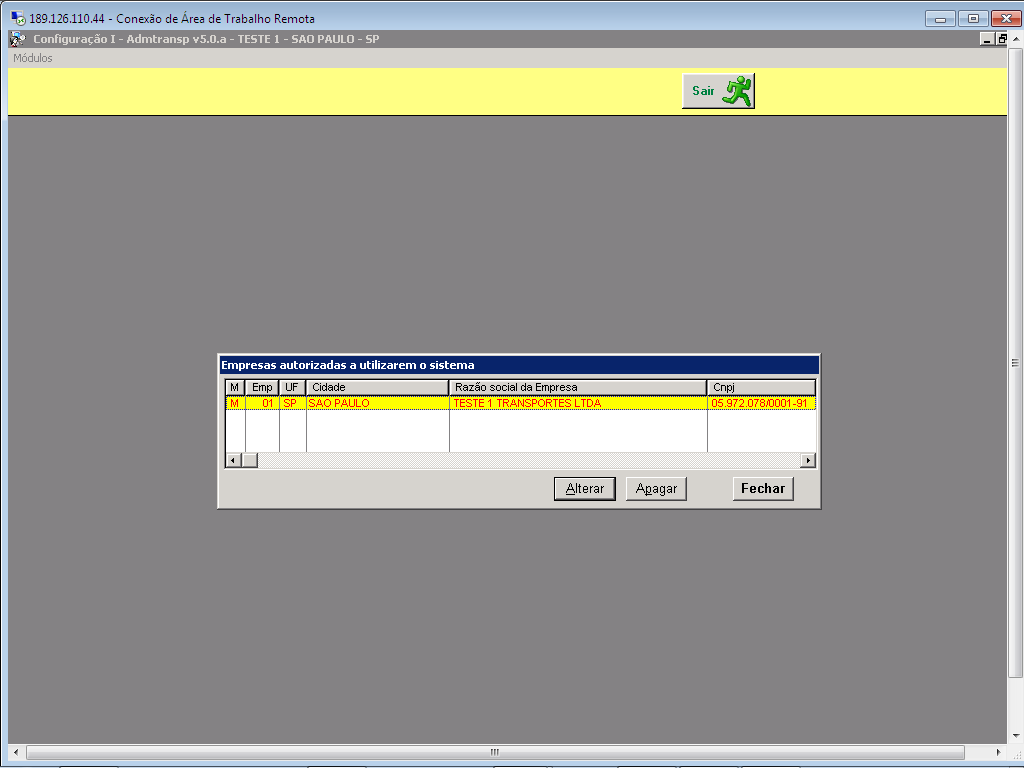 189.126.110.44 - Conexão de Área de Trabalho Remota
Configuração I - Admtransp v5.0.a - TESTE 1 - SAO PAULO - SP
Módulos
Sair
Empresas autorizadas a utilizarem o sistema
M Emp UF Cidade Razão social da Empresa Cnpj
M 01 SP SAO PAULO TESTE 1 TRANSPORTES LTDA 05.972.078/0001-91
Alterar Apagar Fechar